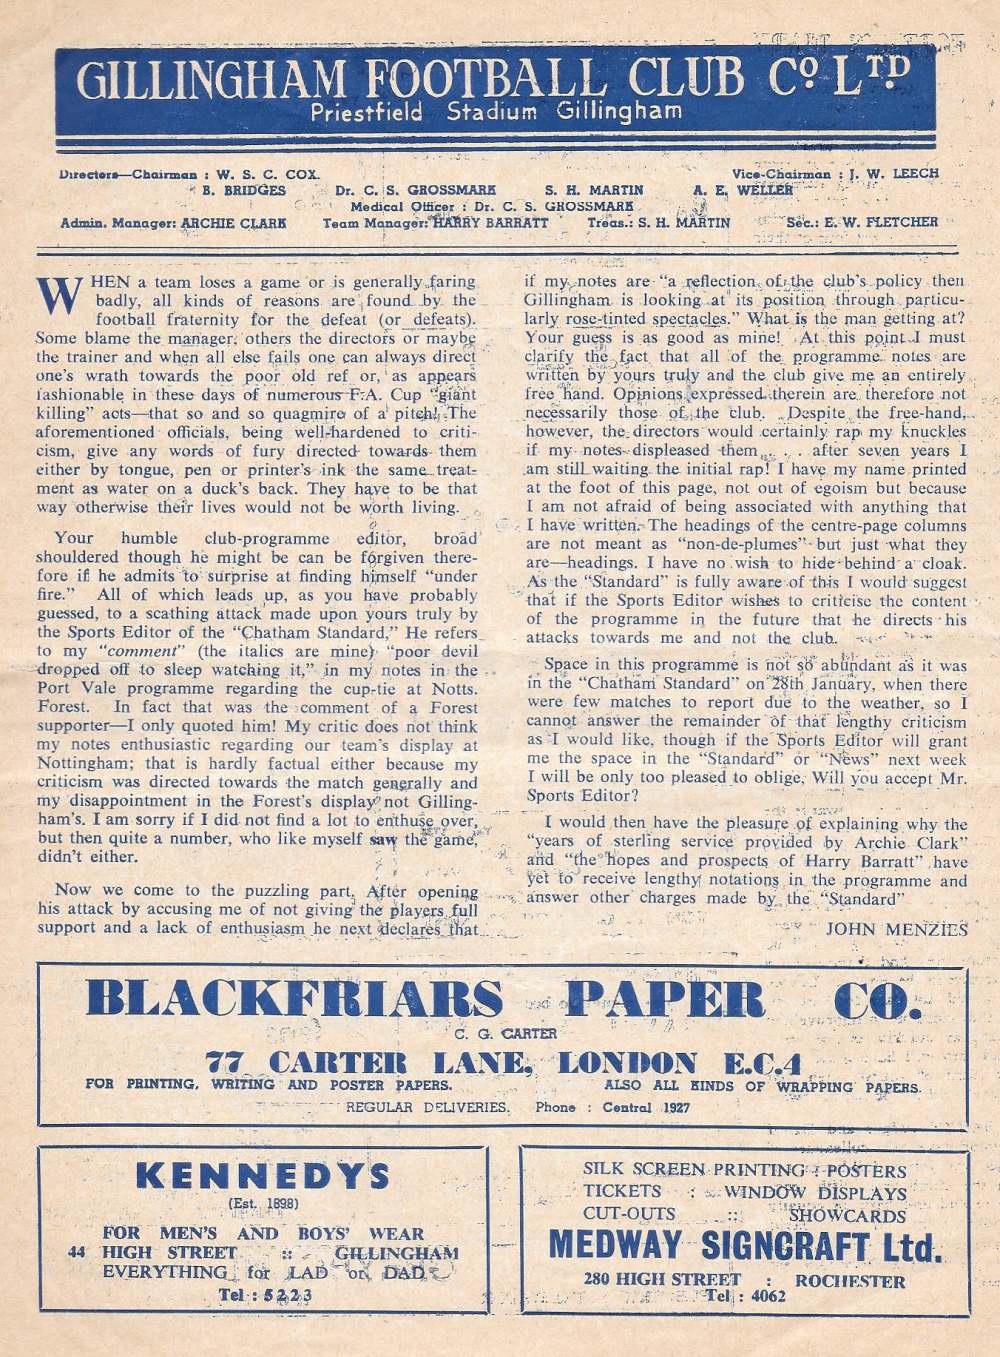 GILLINGHAM FOOTBALL CLUB Cº LTD
Priestfield Stadium Gillingham
Directors—Chairman : W. S. C. COX. Vice-Chairman : J. W. LEECH
B. BRIDGES Dr. C. S. GROSSMARK S. H. MARTIN A. E. WELLER
Medical Officer : Dr. C. S. GROSSMARK
Admin. Manager: ARCHIE CLARK Team Manager: HARRY BARRATT Treas.: S. H. MARTIN Sec.: E. W. FLETCHER
WHEN a team loses a game or is generally faring
badly, all kinds of reasons are found by the
football fraternity for the defeat (or defeats).
Some blame the manager, others the directors or maybe
the trainer and when all else fails one can always direct
one's wrath towards the poor old ref or, as appears
fashionable in these days of numerous F.A. Cup "giant
killing" acts—that so and so quagmire of a pitch! The
aforementioned officials, being well-hardened to criti-
cism, give any words of fury directed towards them
either by tongue, pen or printer's ink the same treat-
ment as water on a duck's back. They have to be that
way otherwise their lives would not be worth living.
Your humble club-programme editor, broad
shouldered though he might be can be forgiven there-
fore if he admits to surprise at finding himself "under
fire." All of which leads up, as you have probably
guessed, to a scathing attack made upon yours truly by
the Sports Editor of the "Chatham Standard," He refers
to my "comment" (the italics are mine) "poor devil
dropped off to sleep watching it," in my notes in the
Port Vale programme regarding the cup-tie at Notts.
Forest. In fact that was the comment of a Forest
supporter—I only quoted him! My critic does not think
my notes enthusiastic regarding our team's display at
Nottingham; that is hardly factual either because my
criticism was directed towards the match generally and
my disappointment in the Forest's display not Gilling-
ham's. I am sorry if I did not find a lot to enthuse over,
but then quite a number, who like myself saw the game,
didn't either.
Now we come to the puzzling part. After opening
his attack by accusing me of not giving the players full
support and a lack of enthusiasm he next declares that
if my notes are "a reflection of the club's policy then
Gillingham is looking at its position through particu-
larly rose-tinted spectacles." What is the man getting at?
Your guess is as good as mine! At this point I must
clarify the fact that all of the programme notes are
written by yours truly and the club give me an entirely
free hand. Opinions expressed therein are therefore not
necessarily those of the club. Despite the free-hand,
however, the directors would certainly rap my knuckles
if my notes displeased them . . . after seven years I
am still waiting the initial rap! I have my name printed
at the foot of this page, not out of egoism but because
I am not afraid of being associated with anything that
I have written. The headings of the centre-page columns
are not meant as "non-de-plumes" but just what they
are—headings. I have no wish to hide behind a cloak.
As the "Standard" is fully aware of this I would suggest
that if the Sports Editor wishes to criticise the content
of the programme in the future that he directs his
attacks towards me and not the club.
Space in this programme is not so abundant as it was
in the "Chatham Standard" on 28th January, when there
were few matches to report due to the weather, so I
cannot answer the remainder of that lengthy criticism
as I would like, though if the Sports Editor will grant
me the space in the "Standard" or "News" next week
I will be only too pleased to oblige. Will you accept Mr.
Sports Editor?
I would then have the pleasure of explaining why the
"years of sterling service provided by Archie Clark"
and "the hopes and prospects of Harry Barratt" have
yet to receive lengthy notations in the programme and
answer other charges made by the "Standard"
JOHN MENZIES
BLACKFRIARS PAPER CO.
C. G. CARTER
77 CARTER LANE, LONDON E.C.4
FOR PRINTING, WRITING AND POSTER PAPERS. ALSO ALL KINDS OF WRAPPING PAPERS.
REGULAR DELIVERIES. Phone : Central 1927
KENNEDYS
(Est. 1898)
FOR MEN'S AND BOYS' WEAR
44 HIGH STREET :: GILLINGHAM
EVERYTHING for LAD or DAD
Tel : 5223
SILK SCREEN PRINTING : POSTERS
TICKETS : WINDOW DISPLAYS
CUT-OUTS :: SHOWCARDS
MEDWAY SIGNCRAFT Ltd.
280 HIGH STREET : ROCHESTER
Tel : 4062